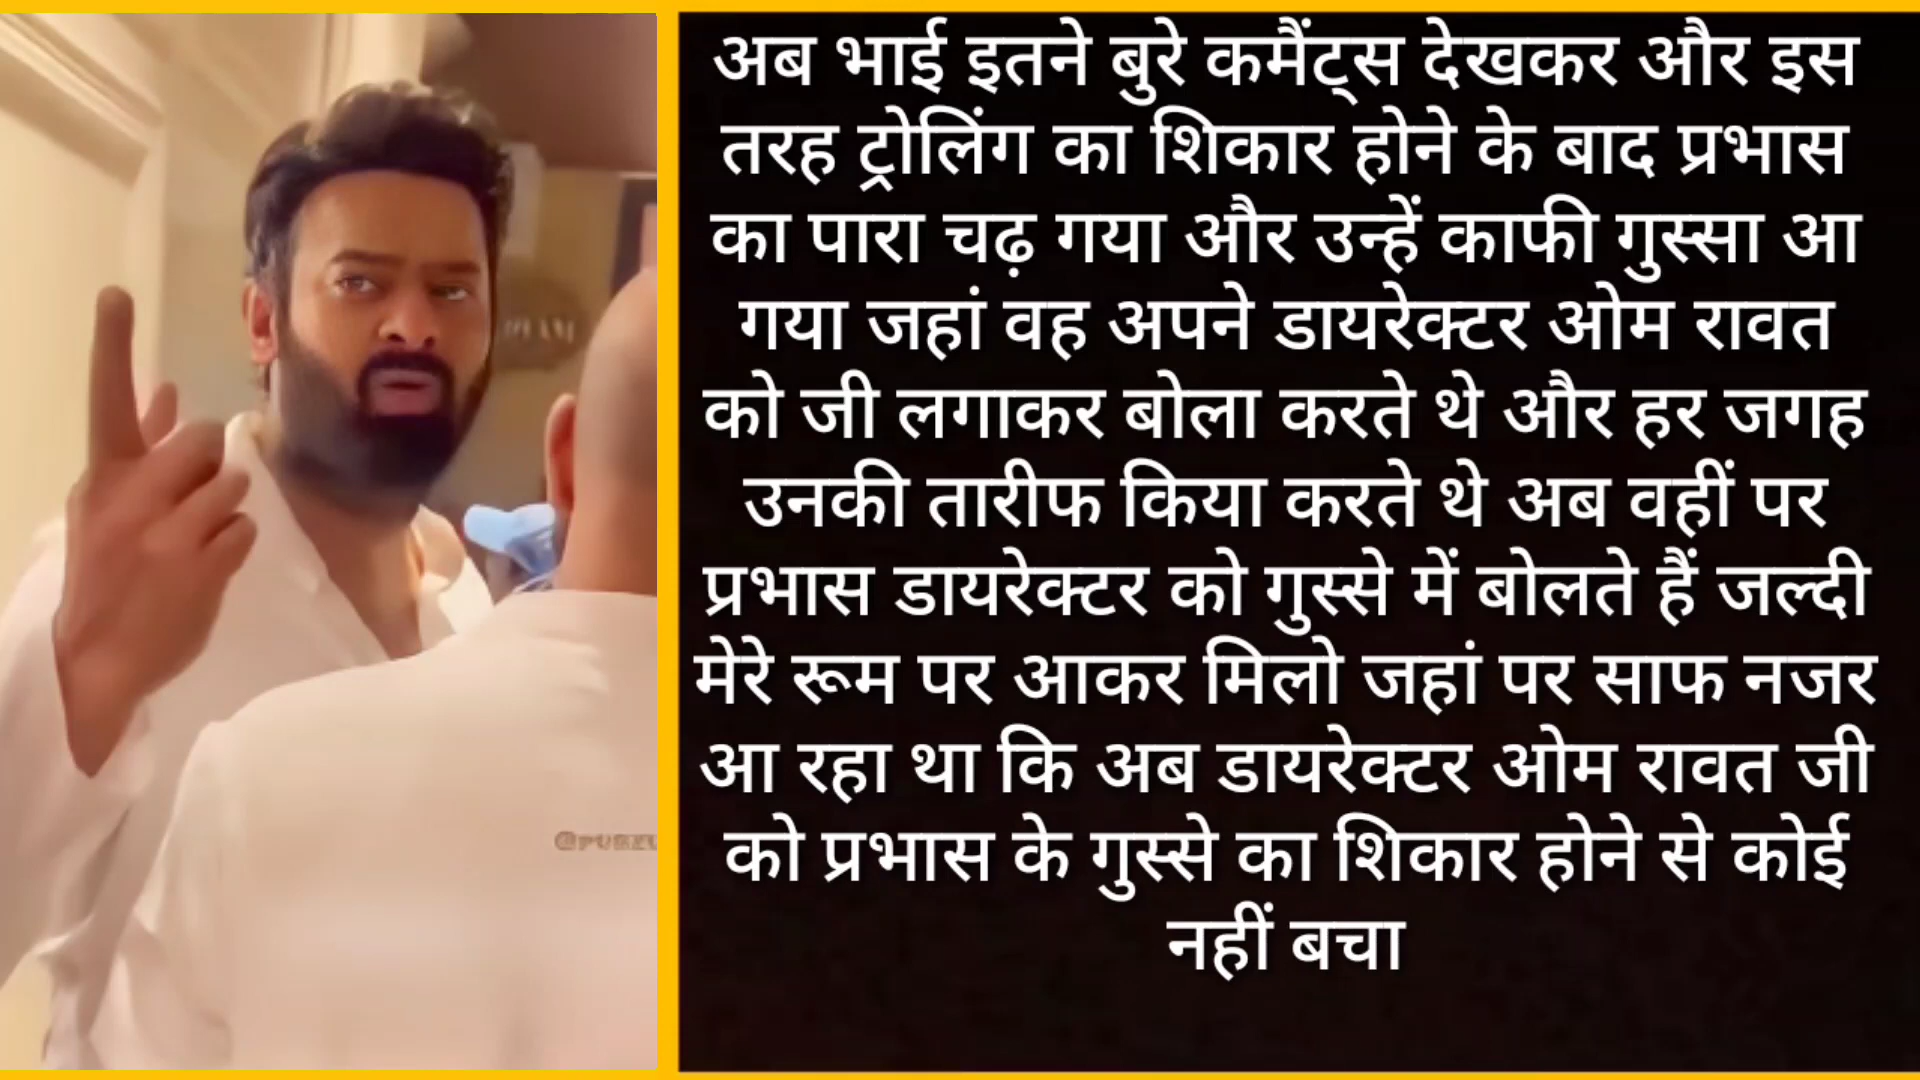 अब भाई इतने बुरे कमैंट्स देखकर और इस
तरह ट्रोलिंग का शिकार होने के बाद प्रभास
का पारा चढ़ गया और उन्हें काफी गुस्सा आ
गया जहां वह अपने डायरेक्टर ओम रावत
को जी लगाकर बोला करते थे और हर जगह
उनकी तारीफ किया करते थे अब वहीं पर
प्रभास डायरेक्टर को गुस्से में बोलते हैं जल्दी
मेरे रूम पर आकर मिलो जहां पर साफ नजर
आ रहा था कि अब डायरेक्टर ओम रावत जी
को प्रभास के गुस्से का शिकार होने से कोई
नहीं बचा